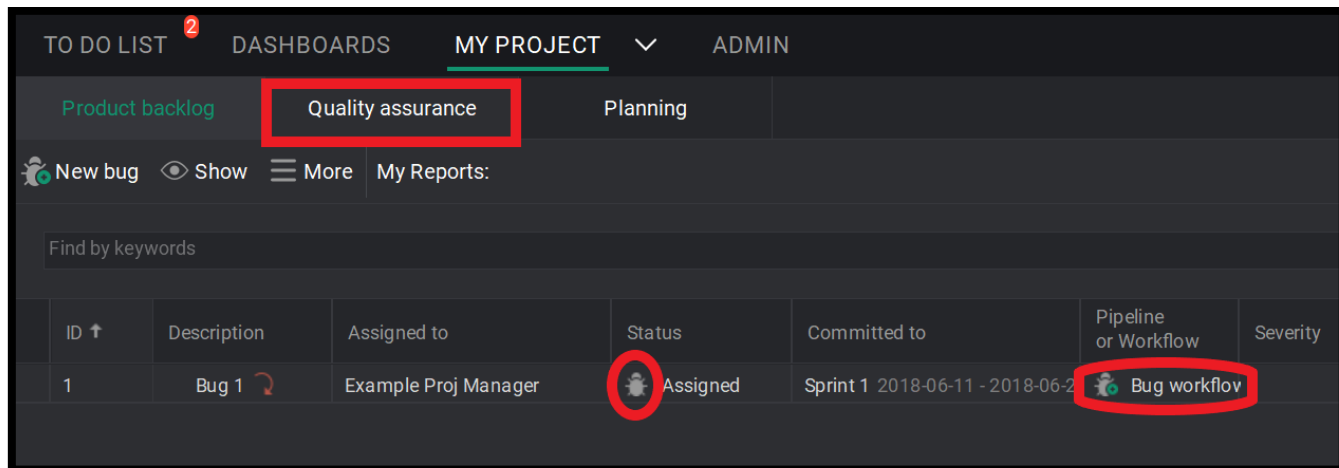 TO DO LIST 2 DASHBOARDS MY PROJECT ADMIN
Product backlog Quality assurance Planning
New bug Show More My Reports:
Find by keywords
ID Description Assigned to Status Committed to Pipeline or Workflow Severity
1 Bug 1 Example Proj Manager Assigned Sprint 1 2018-06-11 - 2018-06-2 Bug workflow